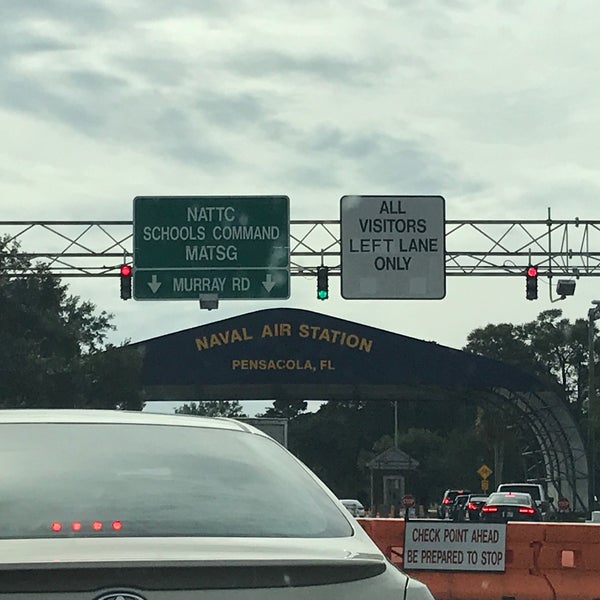 NATTC
SCHOOLS COMMAND
MATSG
MURRAY RD
ALL
VISITORS
LEFT LANE
ONLY
NAVAL AIR STATION
PENSACOLA, FL
CHECK POINT AHEAD
BE PREPARED TO STOP